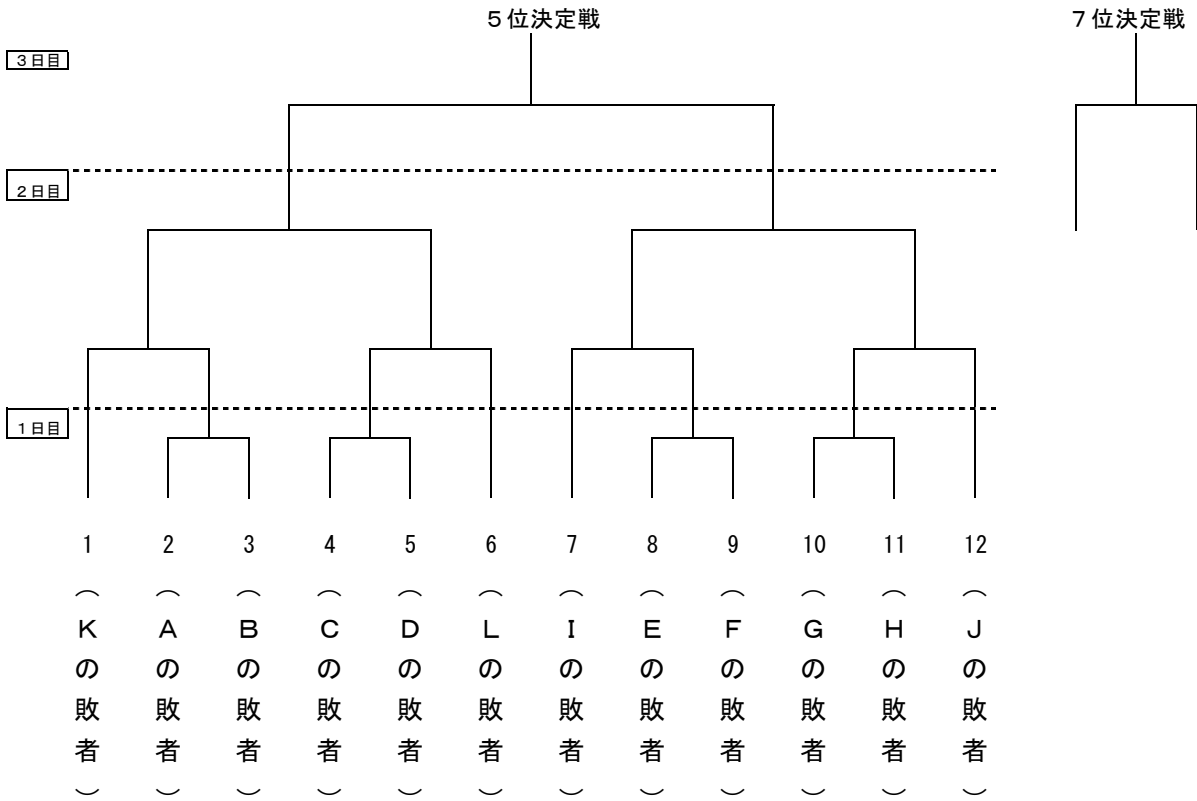 ５位決定戦
７位決定戦
３日目
２日目
１日目
1 2 3 4 5 6 7 8 9 10 11 12
（Ｋの敗者）
（Ａの敗者）
（Ｂの敗者）
（Ｃの敗者）
（Ｄの敗者）
（Ｌの敗者）
（Ｉの敗者）
（Ｅの敗者）
（Ｆの敗者）
（Ｇの敗者）
（Ｈの敗者）
（Ｊの敗者）